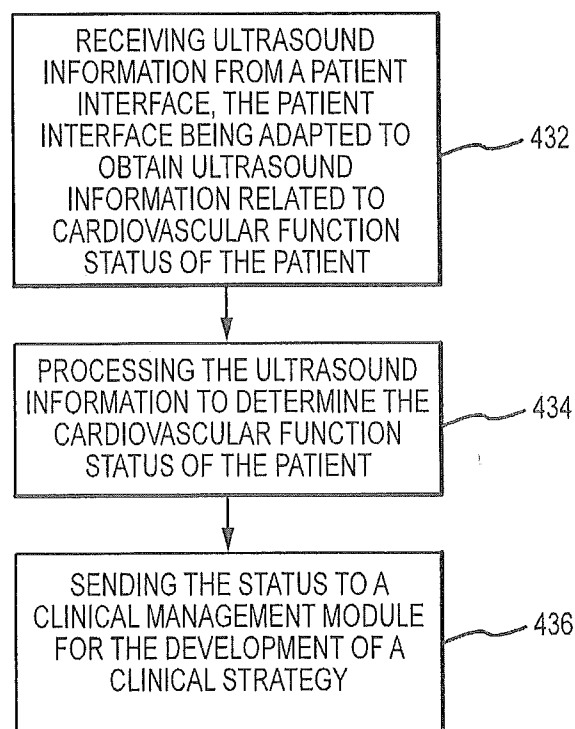 RECEIVING ULTRASOUND
INFORMATION FROM A PATIENT
INTERFACE, THE PATIENT
INTERFACE BEING ADAPTED TO
OBTAIN ULTRASOUND
INFORMATION RELATED TO
CARDIOVASCULAR FUNCTION
STATUS OF THE PATIENT
432
PROCESSING THE ULTRASOUND
INFORMATION TO DETERMINE THE
CARDIOVASCULAR FUNCTION
STATUS OF THE PATIENT
434
SENDING THE STATUS TO A
CLINICAL MANAGEMENT MODULE
FOR THE DEVELOPMENT OF A
CLINICAL STRATEGY
436